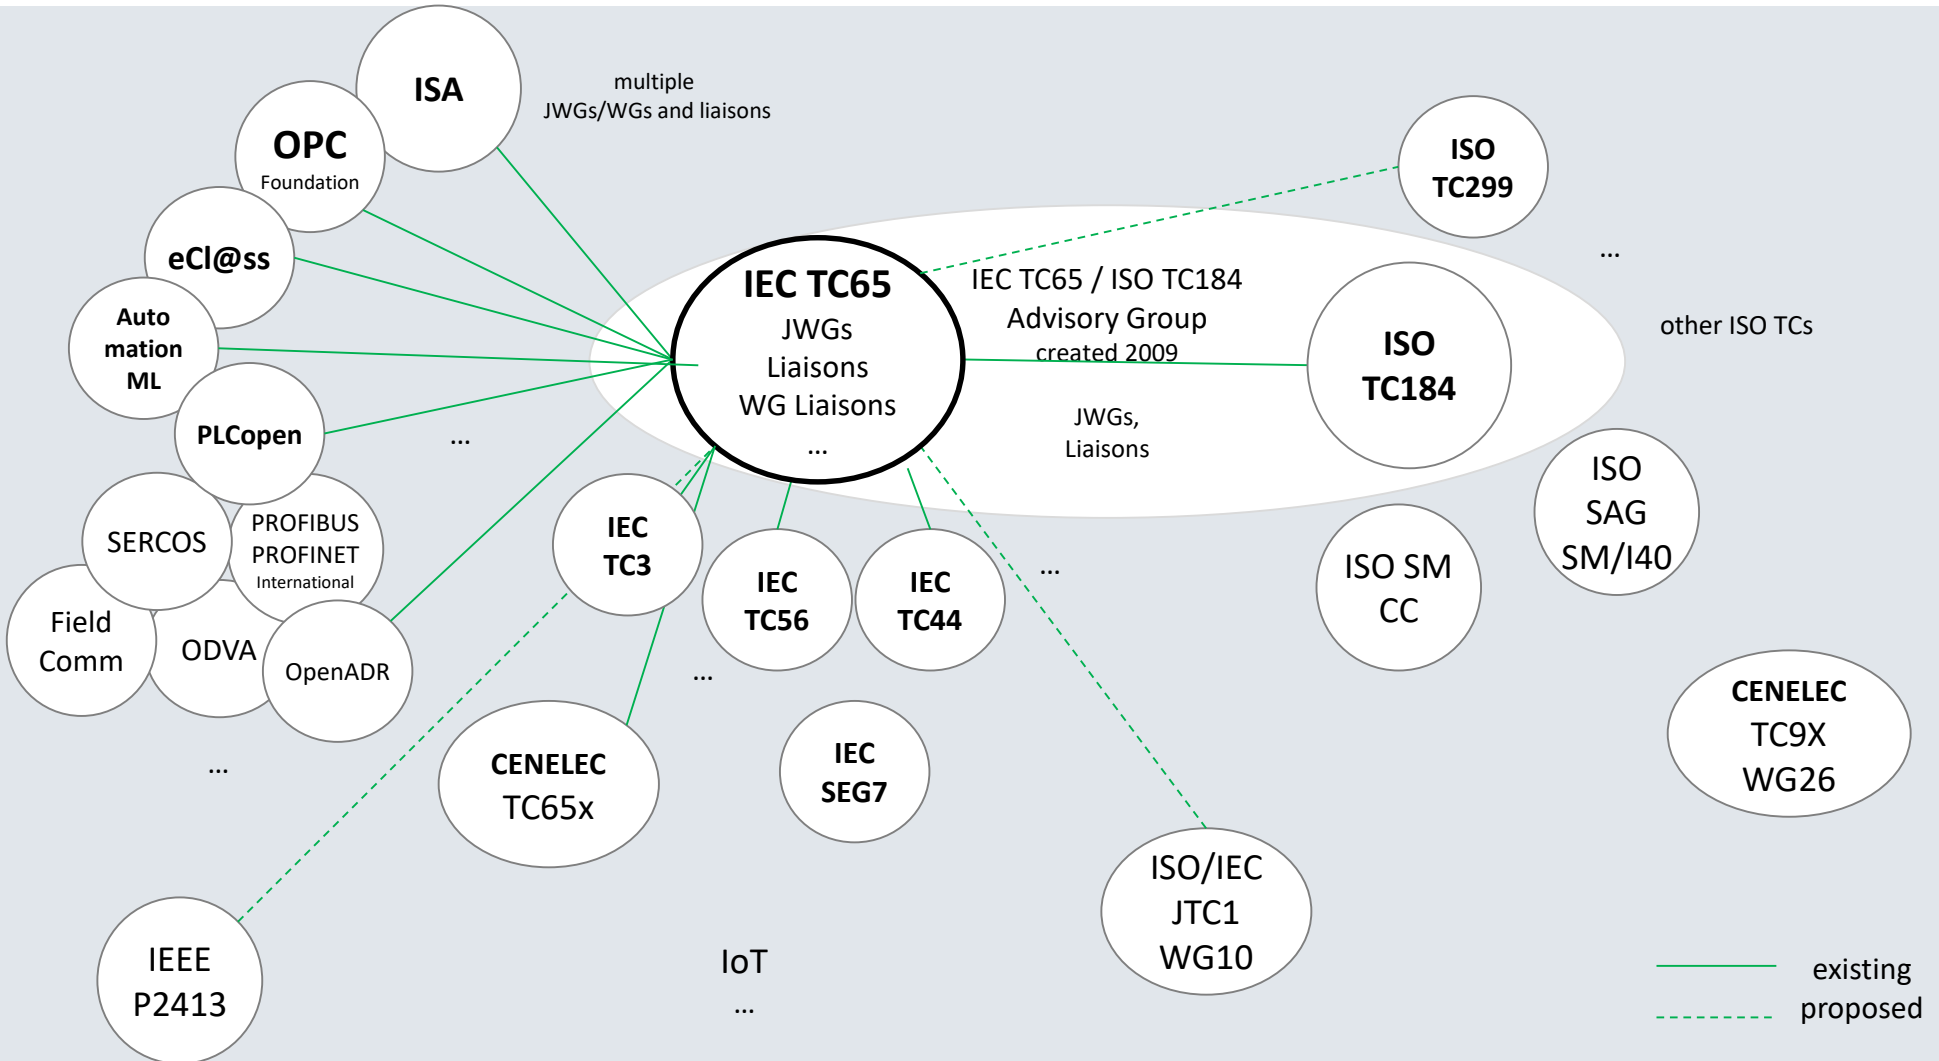 ISA
multiple
JWGs/WGs and liaisons
OPC
Foundation
eCl@ss
Auto
mation
ML
PLCopen
...
SERCOS
PROFIBUS
PROFINET
International
Field
Comm
ODVA
OpenADR
...
IEC TC65
JWGs
Liaisons
WG Liaisons
...
IEC TC65 / ISO TC184
Advisory Group
created 2009
JWGs,
Liaisons
ISO
TC299
...
other ISO TCs
ISO
TC184
ISO
SAG
SM/I40
ISO SM
CC
IEC
TC3
IEC
TC56
IEC
TC44
...
...
CENELEC
TC65x
IEC
SEG7
CENELEC
TC9X
WG26
ISO/IEC
JTC1
WG10
IEEE
P2413
IoT
...
existing
proposed